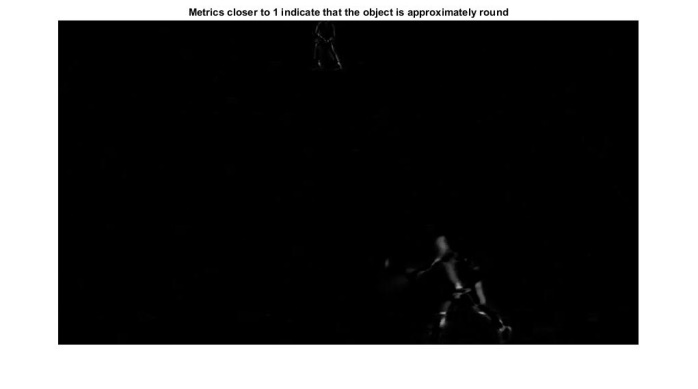 Metrics closer to 1 indicate that the object is approximately round